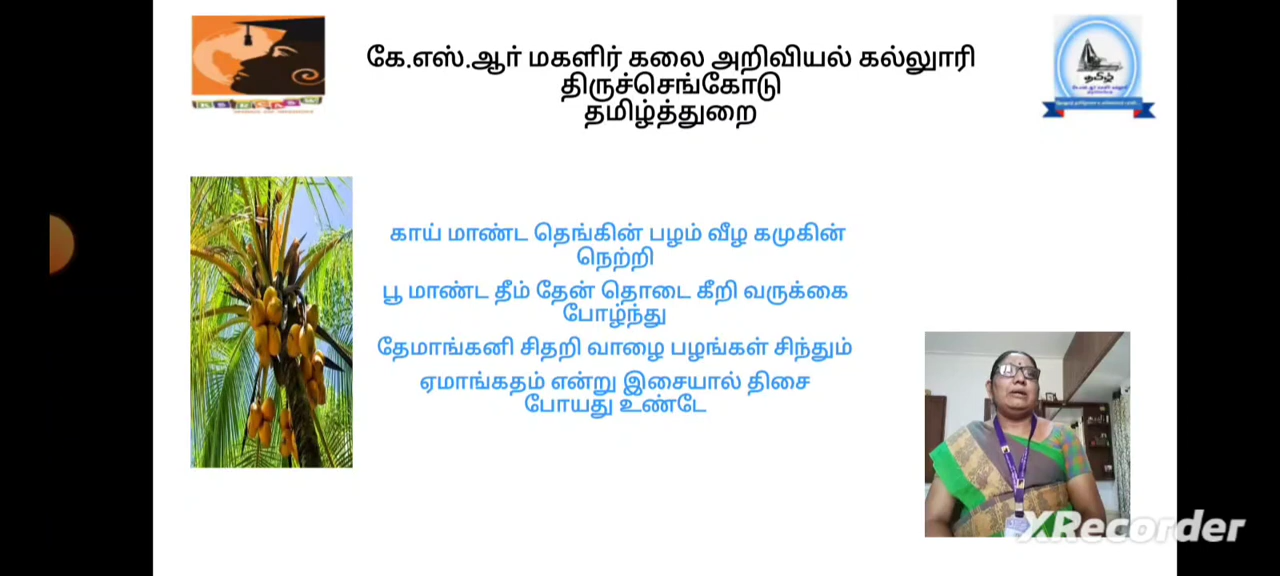 கே.எஸ்.ஆர் மகளிர் கலை அறிவியல் கல்லுாரி
திருச்செங்கோடு
தமிழ்த்துறை
தமிழ்
காய் மாண்ட தெங்கின் பழம் வீழ கமுகின்
நெற்றி
பூ மாண்ட தீம் தேன் தொடை கீறி வருக்கை
போழ்ந்து
தேமாங்கனி சிதறி வாழை பழங்கள் சிந்தும்
ஏமாங்கதம் என்று இசையால் திசை
போயது உண்டே
XRecorder